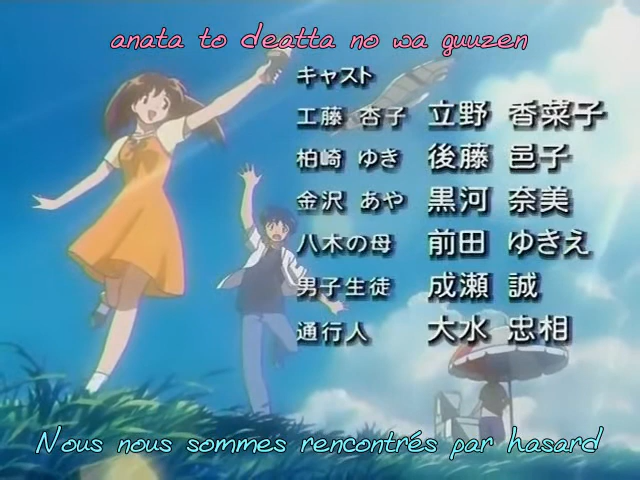 anata to deatta no wa guuzen
キャスト
工藤 杏子 立野 香菜子
柏崎 ゆき 後藤 邑子
金沢 あや 黒河 奈美
八木の母 前田 ゆきえ
男子生徒 成瀬 誠
通行人 大水 忠相
Nous nous sommes rencontrés par hasard